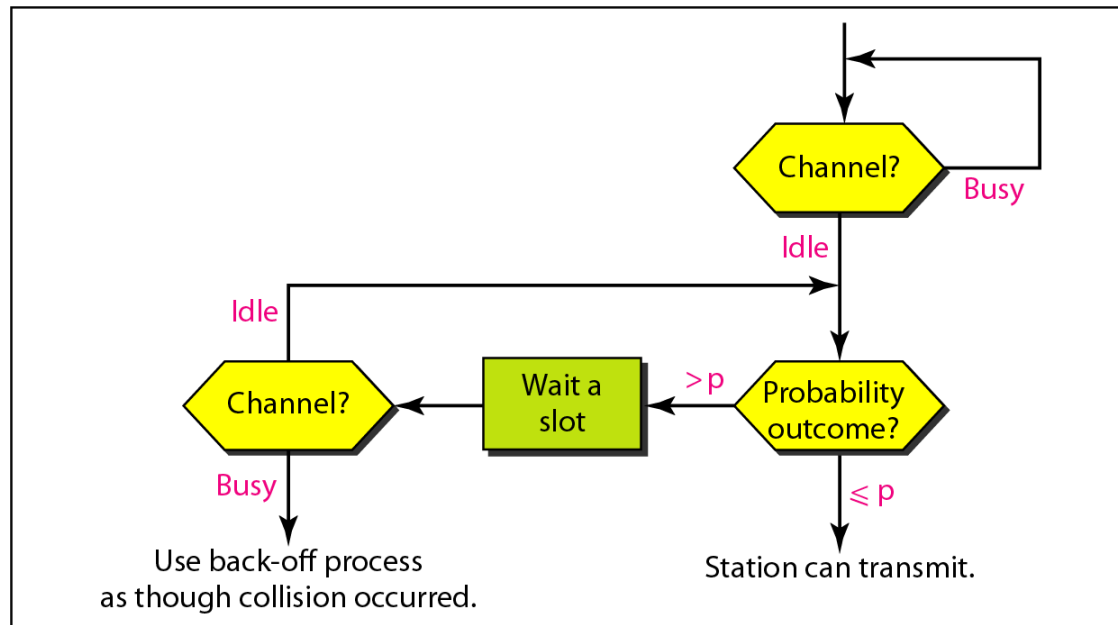 Channel?
Busy
Idle
Idle
Channel?
Wait a
slot
> p
Probability
outcome?
Busy
⩽ p
Use back-off process
as though collision occurred.
Station can transmit.